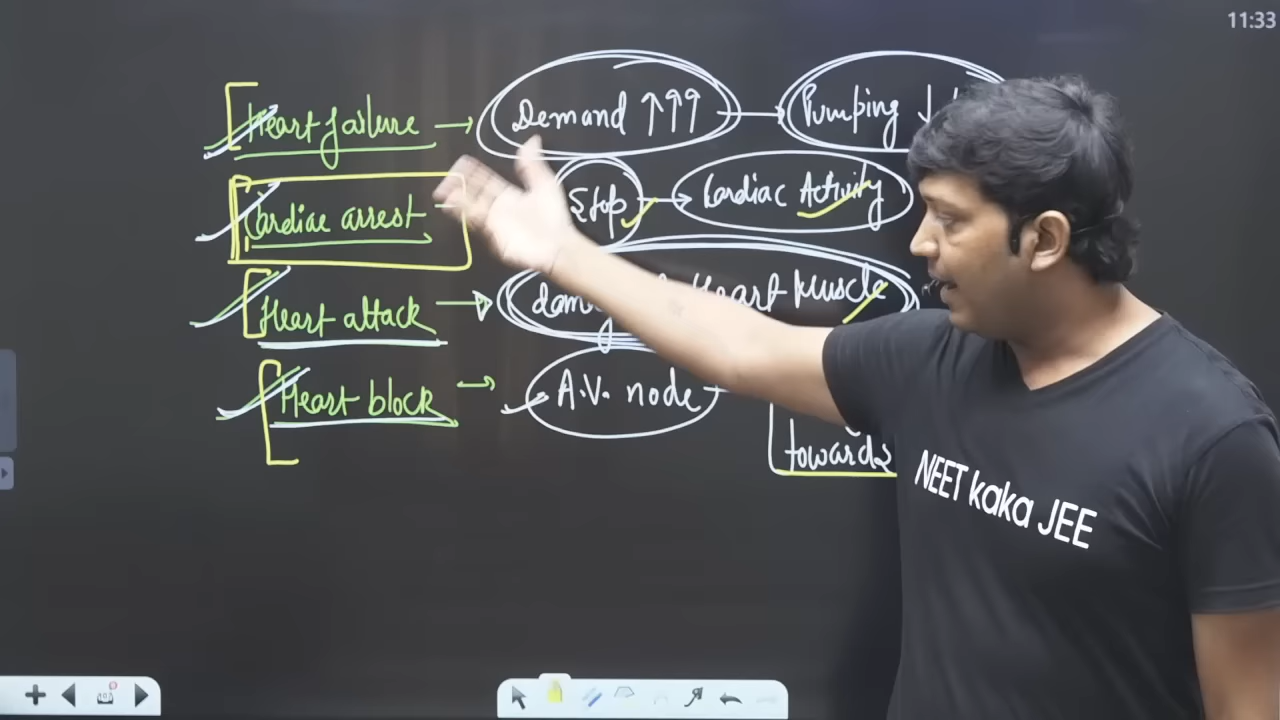 11:33
Heart failure → Demand ↑↑↑ → Pumping ↓
Cardiac arrest Stop → Cardiac Activity
Heart attack → Heart Muscle
Heart block → A.V. node
towards
NEET kaka JEE